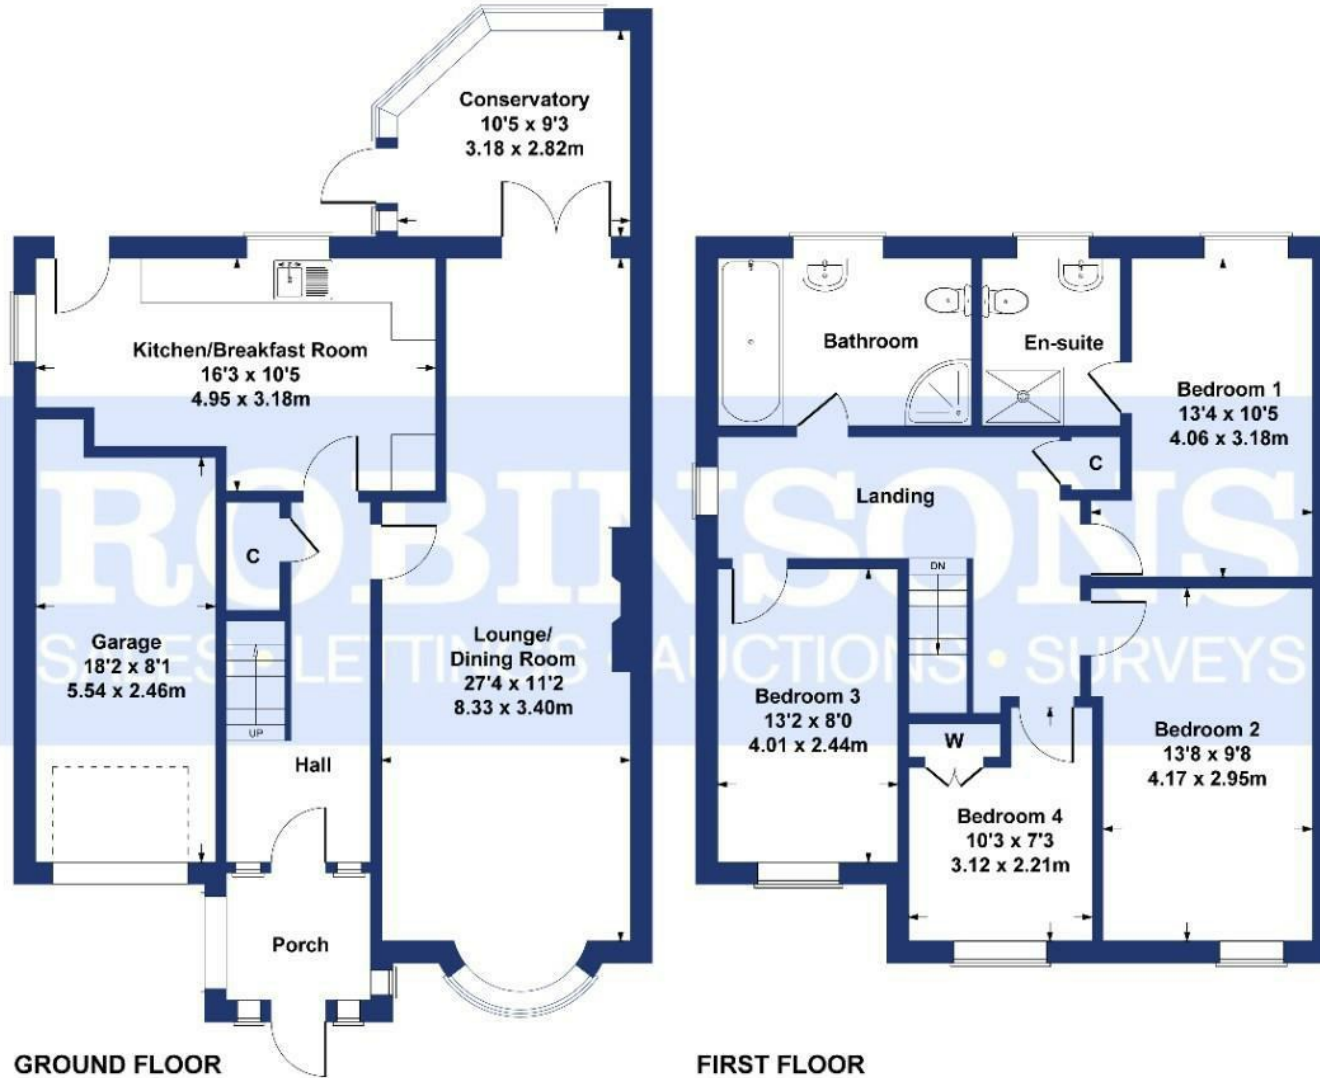 Conservatory
10'5 x 9'3
3.18 x 2.82m
Kitchen/Breakfast Room
16'3 x 10'5
4.95 x 3.18m
C
Garage
18'2 x 8'1
5.54 x 2.46m
UP
Hall
Lounge/
Dining Room
27'4 x 11'2
8.33 x 3.40m
Porch
GROUND FLOOR
Bathroom
En-suite
Bedroom 1
13'4 x 10'5
4.06 x 3.18m
C
Landing
DN
Bedroom 3
13'2 x 8'0
4.01 x 2.44m
W
Bedroom 4
10'3 x 7'3
3.12 x 2.21m
Bedroom 2
13'8 x 9'8
4.17 x 2.95m
FIRST FLOOR
ROBINSONS
SALES • LETTINGS • AUCTIONS • SURVEYS